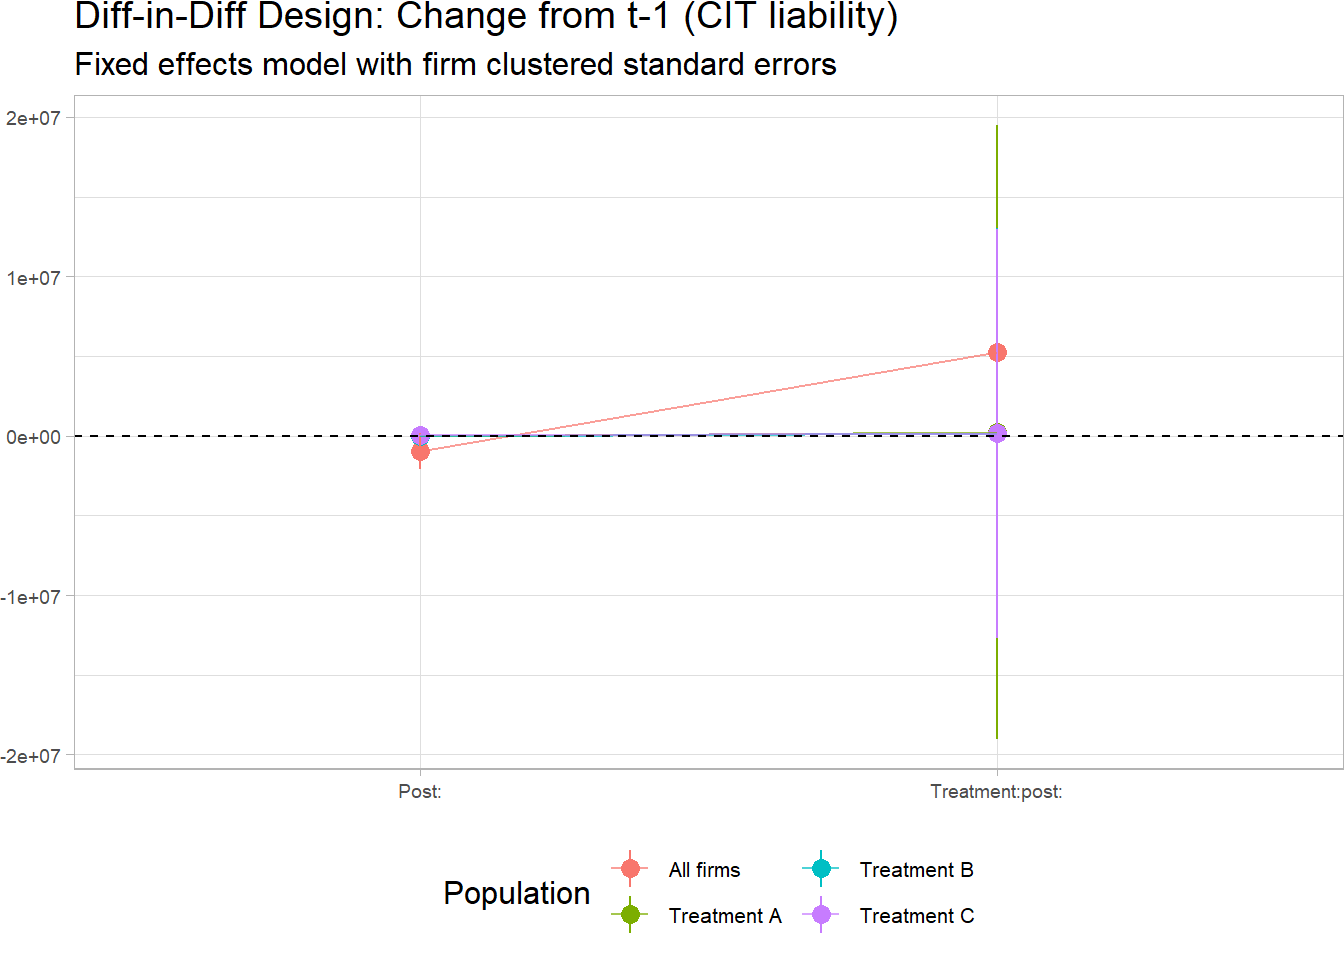 Diff-in-Diff Design: Change from t-1 (CIT liability)
Fixed effects model with firm clustered standard errors
2e+07
1e+07
0e+00
-1e+07
-2e+07
Post:
Treatment:post:
Population
All firms
Treatment B
Treatment A
Treatment C